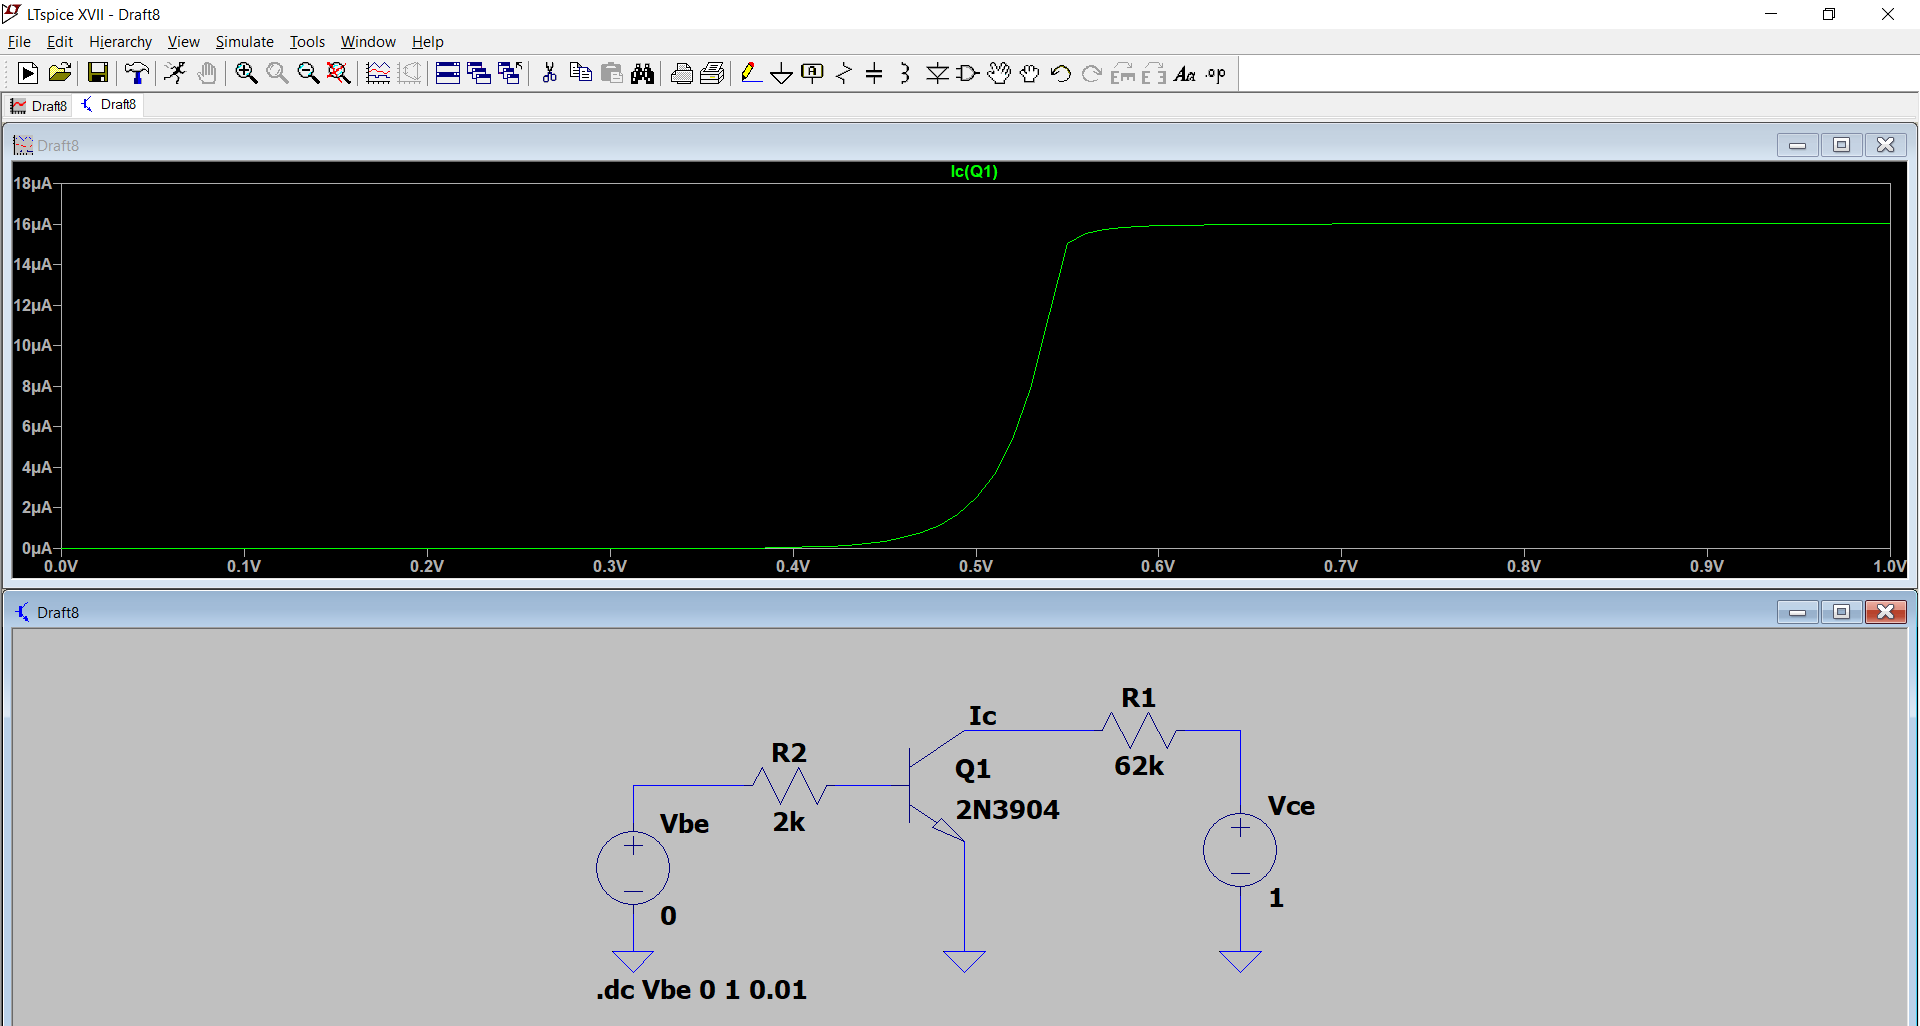 LTspice XVII - Draft8
File Edit Hierarchy View Simulate Tools Window Help
Aa .op
Draft8 Draft8
Draft8
Ic(Q1)
18µA
16µA
14µA
12µA
10µA
8µA
6µA
4µA
2µA
0µA
0.0V 0.1V 0.2V 0.3V 0.4V 0.5V 0.6V 0.7V 0.8V 0.9V 1.0V
Draft8
R1
Ic
62k
R2
2k
Q1
2N3904
Vbe
0
Vce
1
.dc Vbe 0 1 0.01